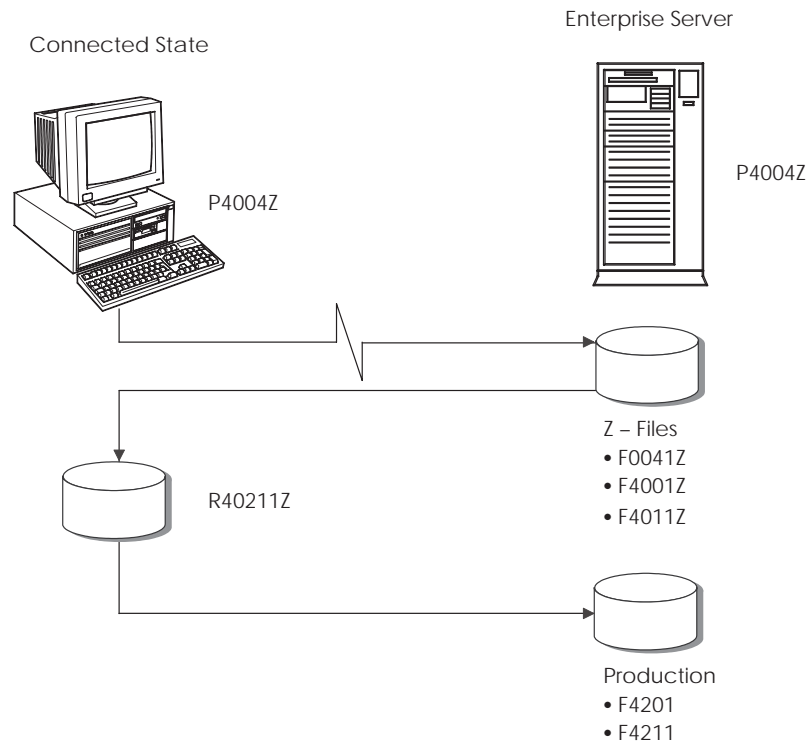 Enterprise Server
Connected State
P4004Z
P4004Z
Z – Files
• F0041Z
• F4001Z
• F4011Z
R40211Z
Production
• F4201
• F4211